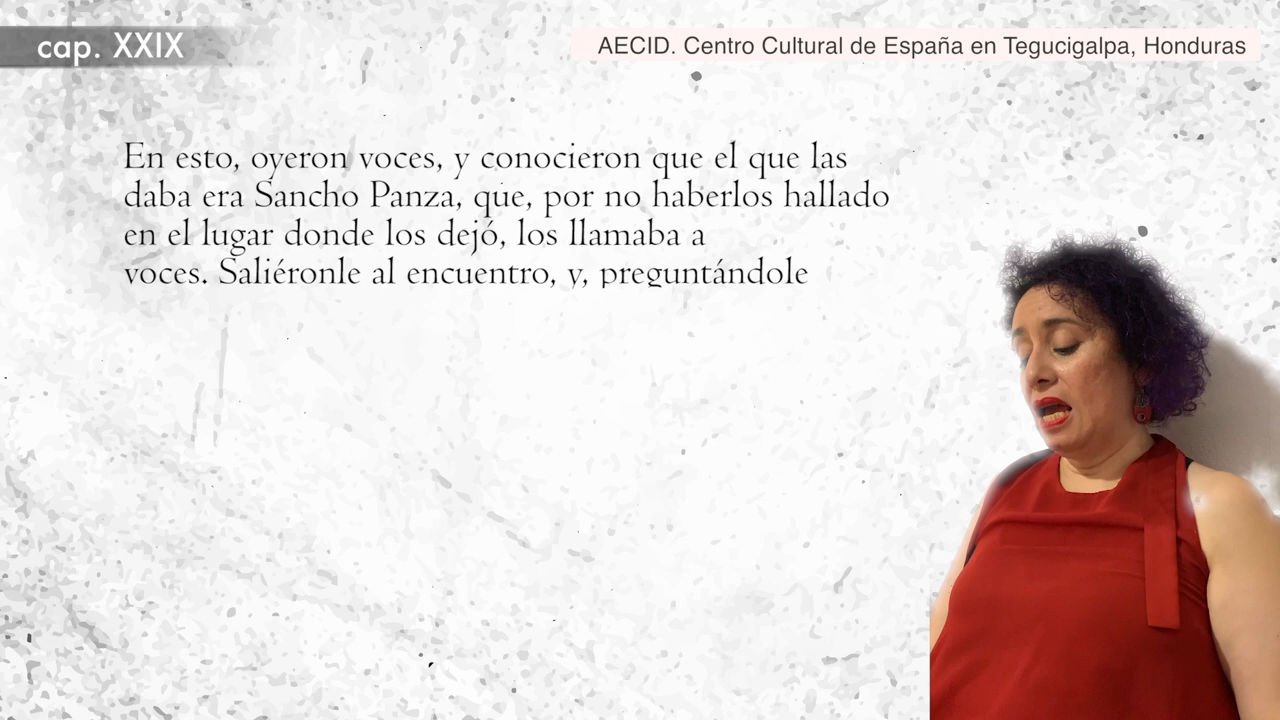 cap. XXIX
AECID. Centro Cultural de España en Tegucigalpa, Honduras
En esto, oyeron voces, y conocieron que el que las
daba era Sancho Panza, que, por no haberlos hallado
en el lugar donde los dejó, los llamaba a
voces. Saliéronle al encuentro, y, preguntándole